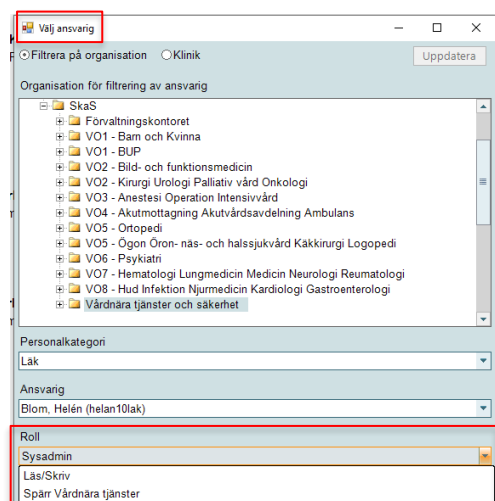 Välj ansvarig
Filtrera på organisation Klinik Uppdatera
Organisation för filtrering av ansvarig
SkaS
Förvaltningskontoret
VO1 - Barn och Kvinna
VO1 - BUP
VO2 - Bild- och funktionsmedicin
VO2 - Kirurgi Urologi Palliativ vård Onkologi
VO3 - Anestesi Operation Intensivvård
VO4 - Akutmottagning Akutvårdsavdelning Ambulans
VO5 - Ortopedi
VO5 - Ögon Öron- näs- och halssjukvård Käkkirurgi Logopedi
VO6 - Psykiatri
VO7 - Hematologi Lungmedicin Medicin Neurologi Reumatologi
VO8 - Hud Infektion Njurmedicin Kardiologi Gastroenterologi
Vårdnära tjänster och säkerhet
Personalkategori
Läk
Ansvarig
Blom, Helén (helan10lak)
Roll
Sysadmin
Läs/Skriv
Spärr Vårdnära tjänster